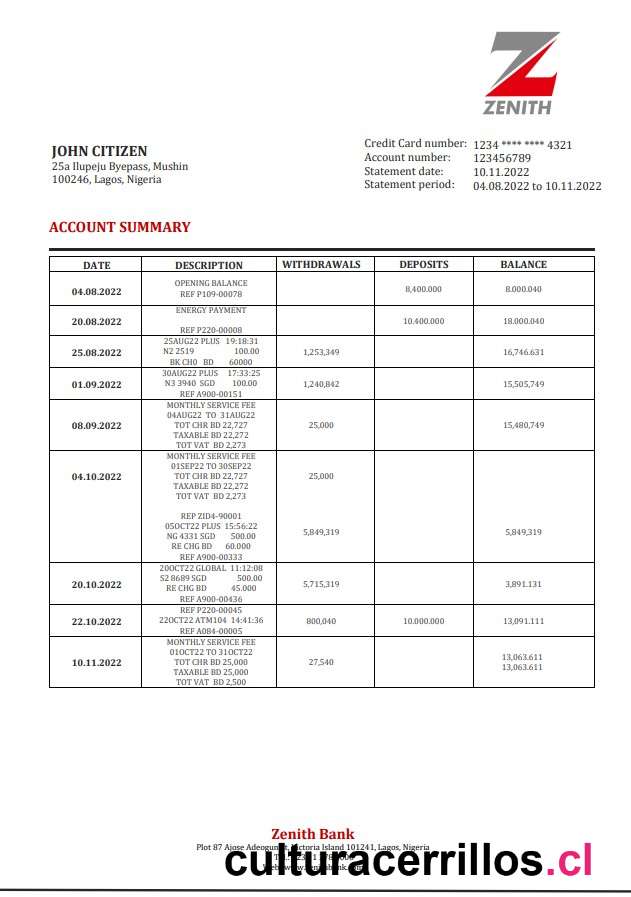 ZENITH
JOHN CITIZEN
25a Ilupeju Byepass, Mushin
100246, Lagos, Nigeria
Credit Card number: 1234 **** **** 4321
Account number: 123456789
Statement date: 10.11.2022
Statement period: 04.08.2022 to 10.11.2022
ACCOUNT SUMMARY
DATE DESCRIPTION WITHDRAWALS DEPOSITS BALANCE
OPENING BALANCE
04.08.2022 8,400.000 8.000.040
REF P109-00078
ENERGY PAYMENT
20.08.2022 10.400.000 18.000.040
REF P220-00008
25AUG22 PLUS 19:18:31
25.08.2022 N2 2519 100.00 1,253,349 16,746.631
BK CH0 BD 60000
30AUG22 PLUS 17:33:25
01.09.2022 N3 3940 SGD 100.00 1,240,842 15,505,749
REF A900-00151
MONTHLY SERVICE FEE
04AUG22 TO 31AUG22
08.09.2022 TOT CHR BD 22,727 25,000 15,480,749
TAXABLE BD 22,272
TOT VAT BD 2,273
MONTHLY SERVICE FEE
01SEP22 TO 30SEP22
04.10.2022 TOT CHR BD 22,727 25,000
TAXABLE BD 22,272
TOT VAT BD 2,273
REP ZID4-90001
05OCT22 PLUS 15:56:22
NG 4331 SGD 500.00 5,849,319 5,849,319
RE CHG BD 60.000
REF A900-00333
20OCT22 GLOBAL 11:12:08
20.10.2022 S2 8689 SGD 500.00 5,715,319 3,891.131
RE CHG BD 45.000
REF A900-00436
REF P220-00045
22.10.2022 22OCT22 ATM104 14:41:36 800,040 10.000.000 13,091.111
REF A084-00005
MONTHLY SERVICE FEE
01OCT22 TO 31OCT22
10.11.2022 TOT CHR BD 25,000 27,540 13,063.611
TAXABLE BD 25,000 13,063.611
TOT VAT BD 2,500
Zenith Bank
Plot 87 Ajose Victoria Island 101241, Lagos, Nigeria
culturacerrillos.cl